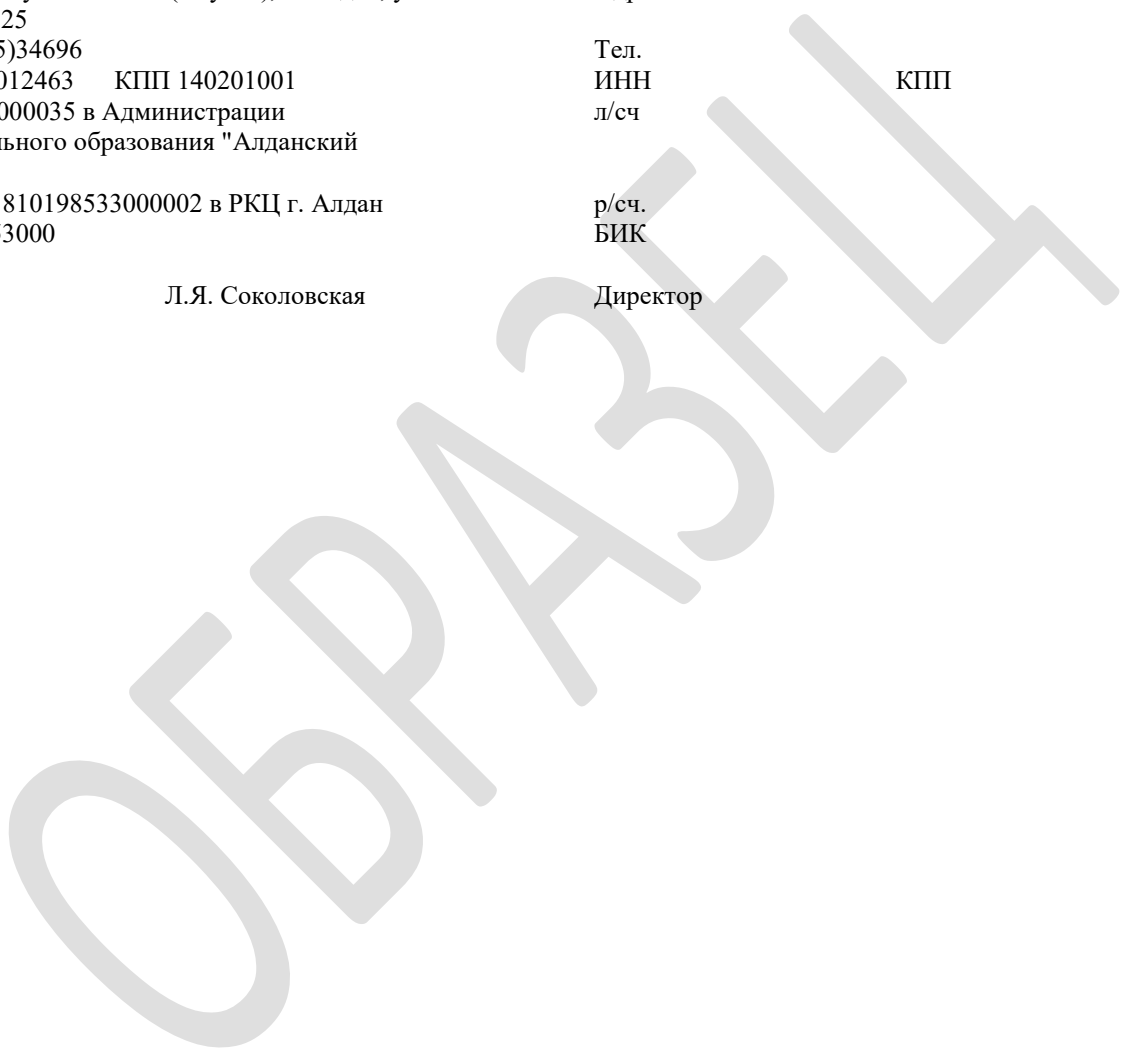 25
5)34696 Тел.
012463 КПП 140201001 ИНН КПП
000035 в Администрации л/сч
льного образования "Алданский
810198533000002 в РКЦ г. Алдан р/сч.
3000 БИК
Л.Я. Соколовская Директор
ОБРАЗЕЦ